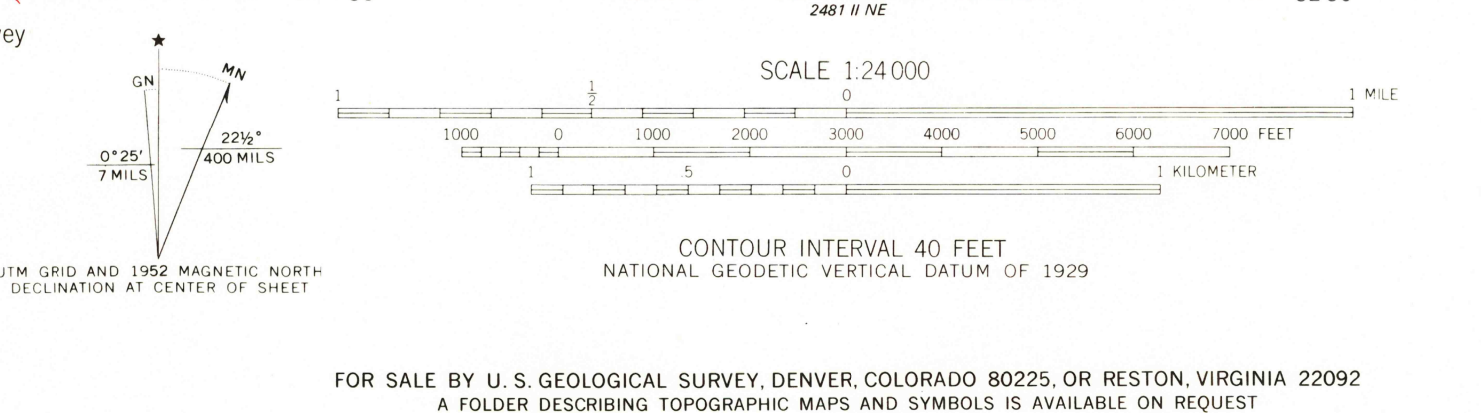 2481 II NE
★
GN
MN
0°25′
7 MILS
22½°
400 MILS
UTM GRID AND 1952 MAGNETIC NORTH
DECLINATION AT CENTER OF SHEET
SCALE 1:24 000
1 ½ 0 1 MILE
1000 0 1000 2000 3000 4000 5000 6000 7000 FEET
1 .5 0 1 KILOMETER
CONTOUR INTERVAL 40 FEET
NATIONAL GEODETIC VERTICAL DATUM OF 1929
FOR SALE BY U. S. GEOLOGICAL SURVEY, DENVER, COLORADO 80225, OR RESTON, VIRGINIA 22092
A FOLDER DESCRIBING TOPOGRAPHIC MAPS AND SYMBOLS IS AVAILABLE ON REQUEST